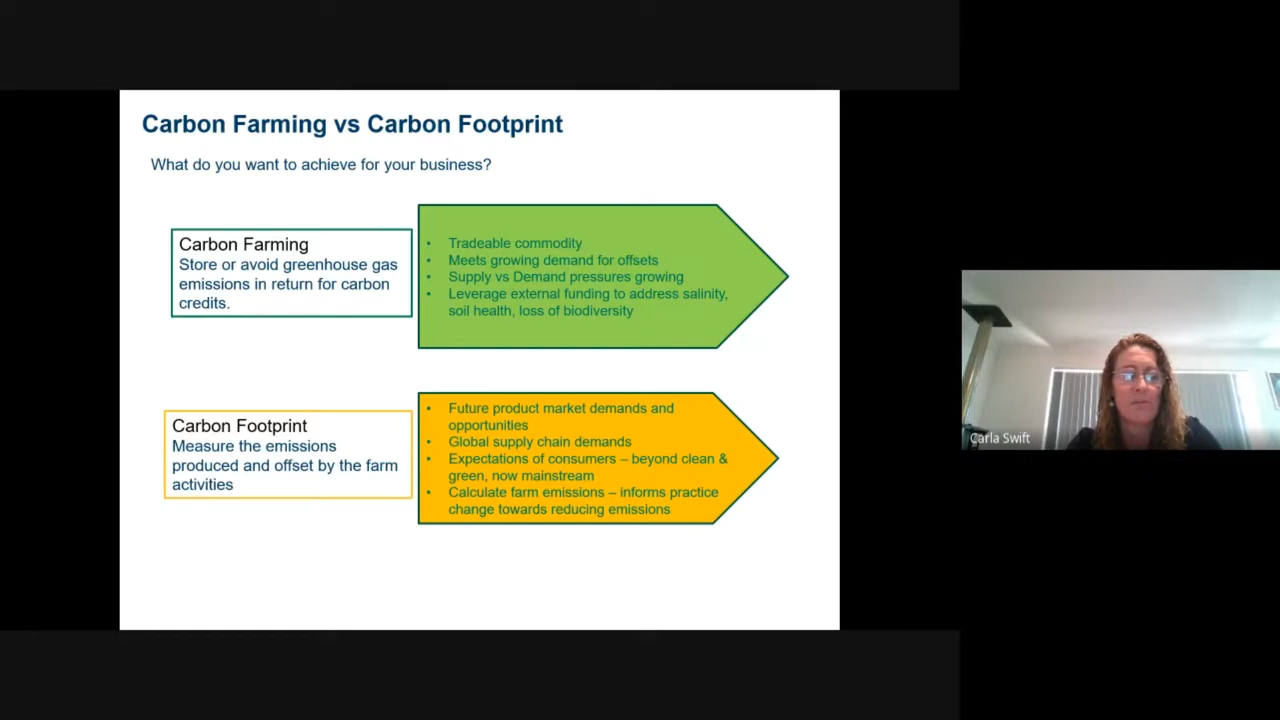 Carbon Farming vs Carbon Footprint
What do you want to achieve for your business?
Carbon Farming
Store or avoid greenhouse gas
emissions in return for carbon
credits.
• Tradeable commodity
• Meets growing demand for offsets
• Supply vs Demand pressures growing
• Leverage external funding to address salinity,
soil health, loss of biodiversity
Carbon Footprint
Measure the emissions
produced and offset by the farm
activities
• Future product market demands and
opportunities
• Global supply chain demands
• Expectations of consumers – beyond clean &
green, now mainstream
• Calculate farm emissions – informs practice
change towards reducing emissions
Carla Swift